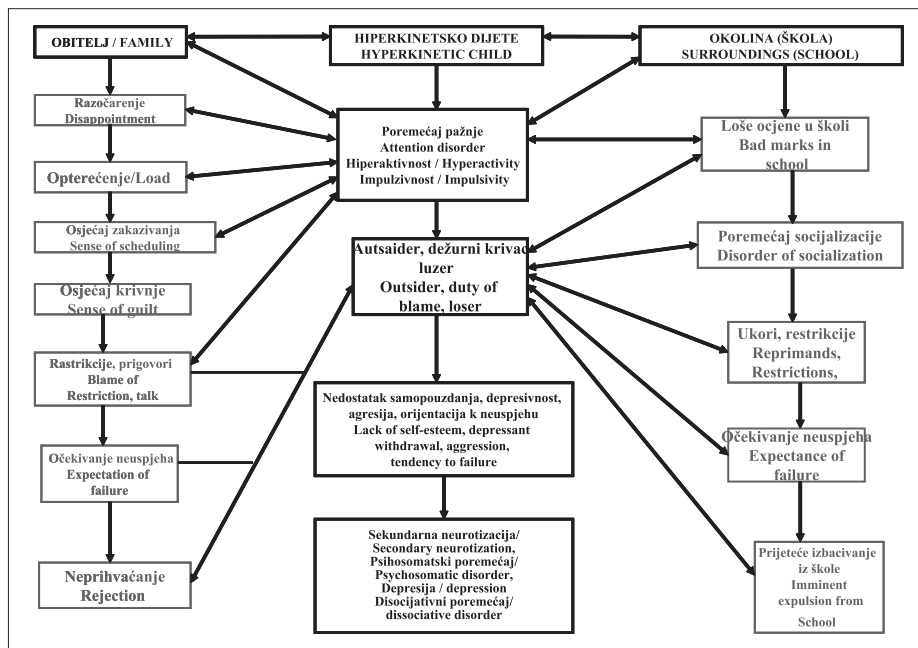 OBITELJ / FAMILY
HIPERKINETSKO DIJETE
HYPERKINETIC CHILD
OKOLINA (ŠKOLA)
SURROUNDINGS (SCHOOL)
Razočarenje
Disappointment
Opterećenje/Load
Osjećaj zakazivanja
Sense of scheduling
Osjećaj krivnje
Sense of guilt
Rastrikcije, prigovori
Blame of
Restriction, talk
Očekivanje neuspjeha
Expectation of
failure
Neprihvaćanje
Rejection
Poremećaj pažnje
Attention disorder
Hiperaktivnost / Hyperactivity
Impulzivnost / Impulsivity
Autsaider, dežurni krivac
luzer
Outsider, duty of
blame, loser
Nedostatak samopouzdanja, depresivnost,
agresija, orijentacija k neuspjehu
Lack of self-esteem, depressant
withdrawal, aggression,
tendency to failure
Sekundarna neurotizacija/
Secondary neurotization,
Psihosomatski poremećaj/
Psychosomatic disorder,
Depresija / depression
Disocijativni poremećaj/
dissociative disorder
Loše ocjene u školi
Bad marks in
school
Poremećaj socijalizacije
Disorder of socialization
Ukori, restrikcije
Reprimands,
Restrictions,
Očekivanje neuspjeha
Expectance of
failure
Prijeteće izbacivanje
iz škole
Imminent
expulsion from
School